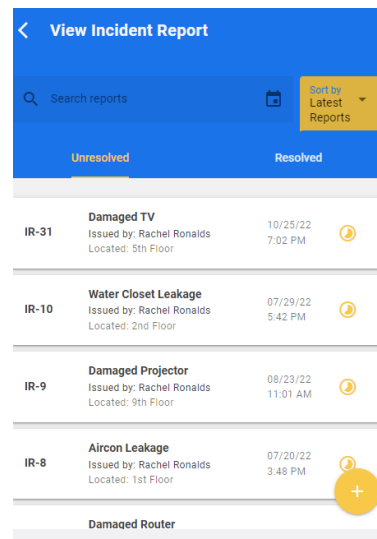 View Incident Report
Search reports
Sort by
Latest
Reports
Unresolved
Resolved
IR-31
Damaged TV
Issued by: Rachel Ronalds
Located: 5th Floor
10/25/22
7:02 PM
IR-10
Water Closet Leakage
Issued by: Rachel Ronalds
Located: 2nd Floor
07/29/22
5:42 PM
IR-9
Damaged Projector
Issued by: Rachel Ronalds
Located: 9th Floor
08/23/22
11:01 AM
IR-8
Aircon Leakage
Issued by: Rachel Ronalds
Located: 1st Floor
07/20/22
3:48 PM
+
Damaged Router